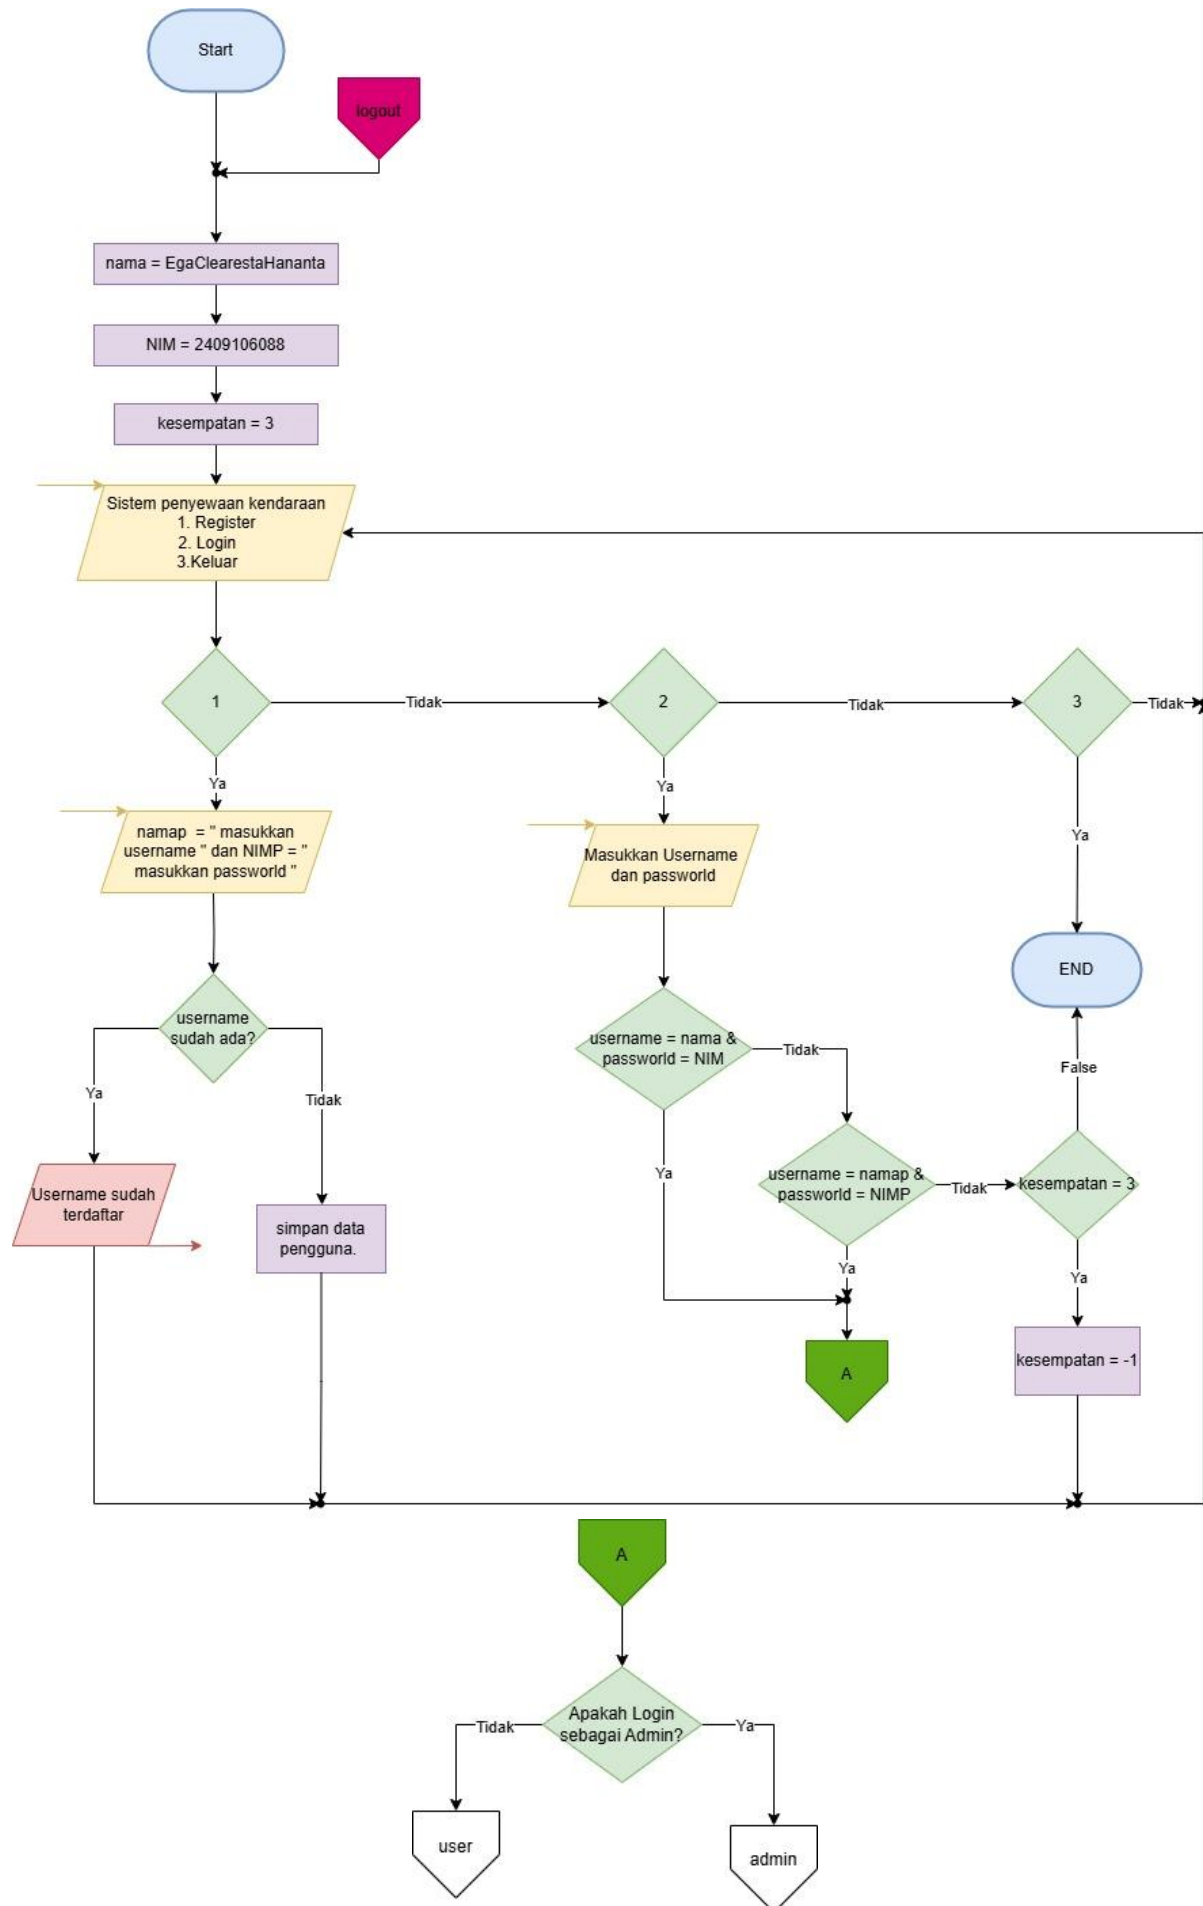 Start
logout
nama = EgaClearestaHananta
NIM = 2409106088
kesempatan = 3
Sistem penyewaan kendaraan
1. Register
2. Login
3.Keluar
1
Tidak
2
Tidak
3
Tidak
Ya
Ya
Ya
namap = " masukkan
username " dan NIMP = "
masukkan passworld "
Masukkan Username
dan passworld
END
username
sudah ada?
username = nama &
passworld = NIM
Tidak
False
Ya
Tidak
Ya
username = namap &
passworld = NIMP
Tidak
kesempatan = 3
Username sudah
terdaftar
simpan data
pengguna.
Ya
Ya
kesempatan = -1
A
A
Apakah Login
sebagai Admin?
Tidak
Ya
user
admin